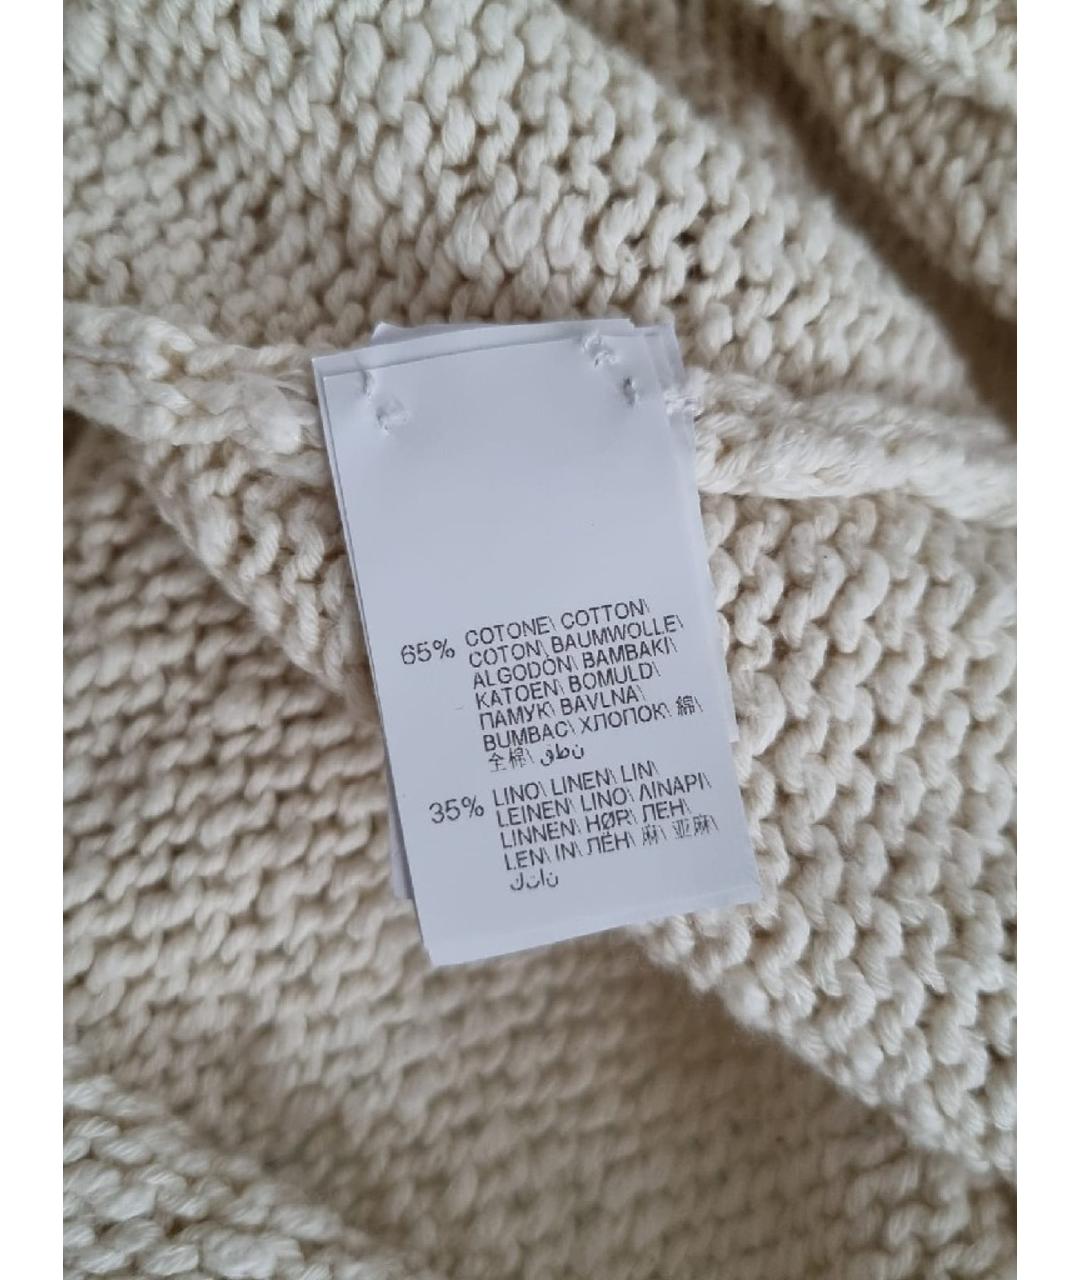 65% COTONE\ COTTON\
COTON\ BAUMWOLLE\
ALGODÓN\ BAMBAKI\
KATOEN\ BOMULD\
ПАМУК\ BAVLNA\
BUMBAC\ ХЛОПОК\ 綿\
全棉\ قطن
35% LINO\ LINEN\ LIN\
LEINEN\ LINO\ ΛΙΝΑΡΙ\
LINNEN\ HØR\ ЛЕН\
LEN\ IN\ ЛЁН\ 麻\ 亚麻\